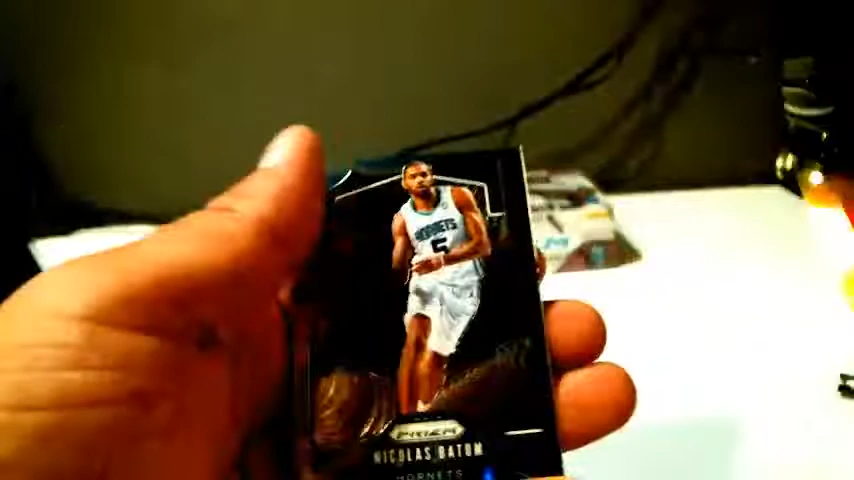 HORNETS
5
PRIZM
NICOLAS BATUM
HORNETS